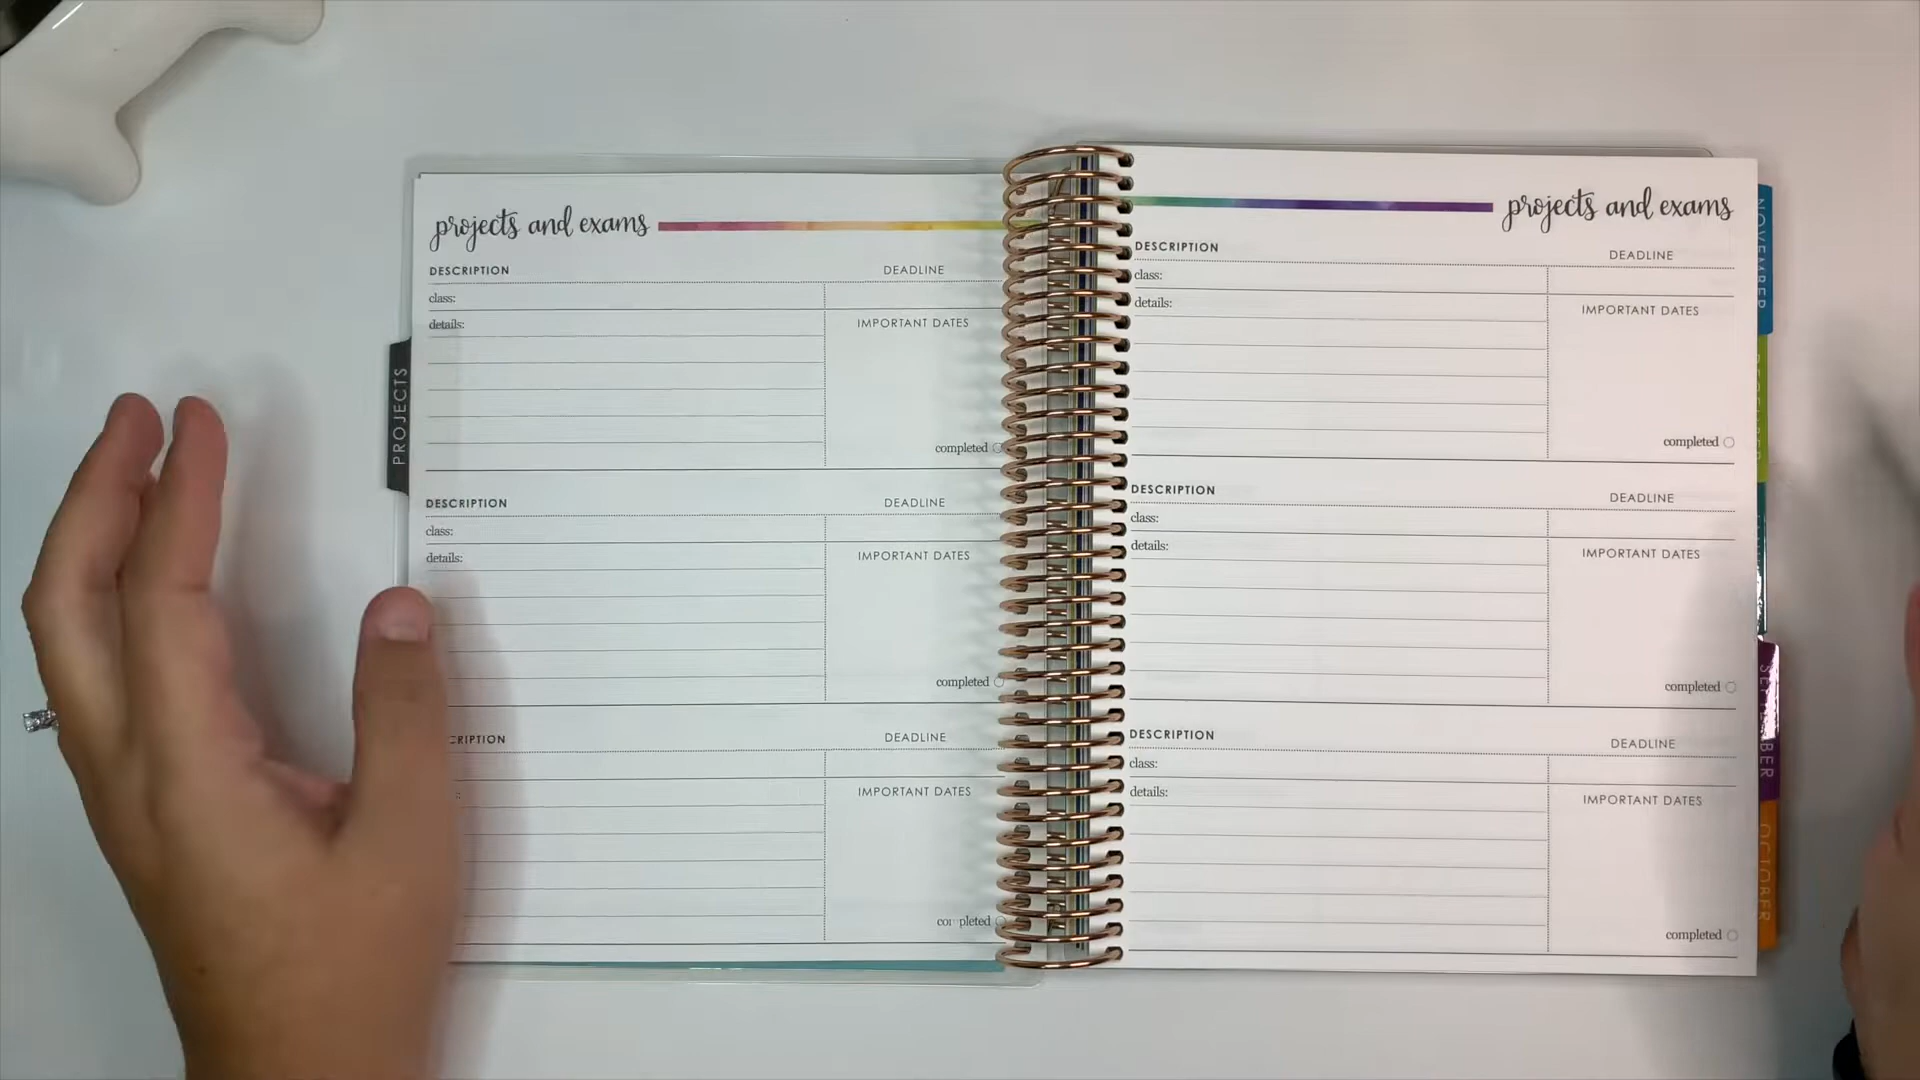 projects and exams
DESCRIPTION DEADLINE
class:
details: IMPORTANT DATES
completed
DESCRIPTION DEADLINE
class:
details: IMPORTANT DATES
completed
DEADLINE
IMPORTANT DATES
PROJECTS
projects and exams
DESCRIPTION DEADLINE
class:
details: IMPORTANT DATES
completed
DESCRIPTION DEADLINE
class:
details: IMPORTANT DATES
completed
DESCRIPTION DEADLINE
class:
details: IMPORTANT DATES
completed
NOVEMBER
OCTOBER